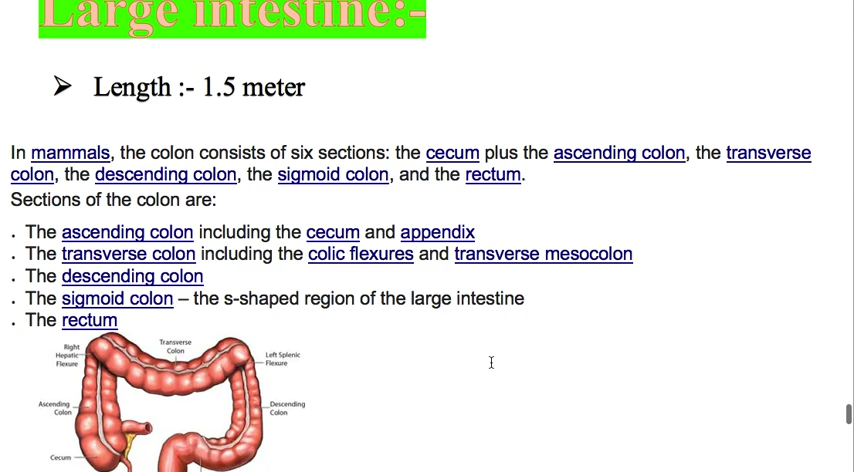 Large intestine:-
➢ Length :- 1.5 meter
In mammals, the colon consists of six sections: the cecum plus the ascending colon, the transverse
colon, the descending colon, the sigmoid colon, and the rectum.
Sections of the colon are:
. The ascending colon including the cecum and appendix
. The transverse colon including the colic flexures and transverse mesocolon
. The descending colon
. The sigmoid colon – the s-shaped region of the large intestine
. The rectum
Right
Hepatic
Flexure
Transverse
Colon
Left Splenic
Flexure
Ascending
Colon
Descending
Colon
Cecum